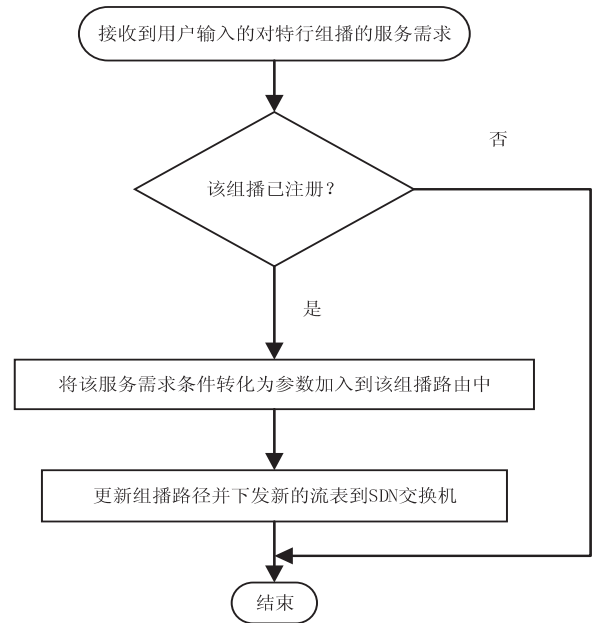 接收到用户输入的对特行组播的服务需求
否
该组播已注册?
是
将该服务需求条件转化为参数加入到该组播路由中
更新组播路径并下发新的流表到SDN交换机
结束